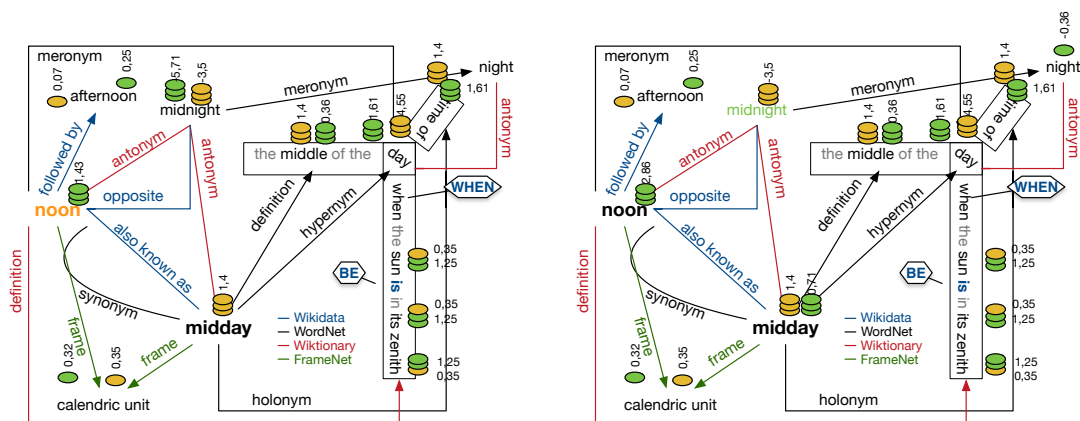 meronym
0,07
0,25
-5,71
-3,5
1,4
night
1,61
afternoon
midnight
meronym
time of
1,4
0,36
1,61
4,55
antonym
followed by
antonym
antonym
the middle of the
day
1,43
noon
opposite
definition
hypernym
WHEN
when the sun is in its zenith
also known as
definition
BE
0,35
1,25
synonym
1,4
midday
0,35
1,25
Wikidata
WordNet
Wiktionary
FrameNet
frame
frame
0,32
0,35
1,25
0,35
calendric unit
holonym
meronym
0,07
0,25
-3,5
1,4
-0,36
night
1,61
afternoon
midnight
meronym
time of
1,4
0,36
1,61
4,55
antonym
followed by
antonym
antonym
the middle of the
day
2,86
noon
opposite
definition
hypernym
WHEN
when the sun is in its zenith
also known as
definition
BE
0,35
1,25
synonym
1,4
0,71
midday
0,35
1,25
Wikidata
WordNet
Wiktionary
FrameNet
frame
frame
0,32
0,35
1,25
0,35
calendric unit
holonym